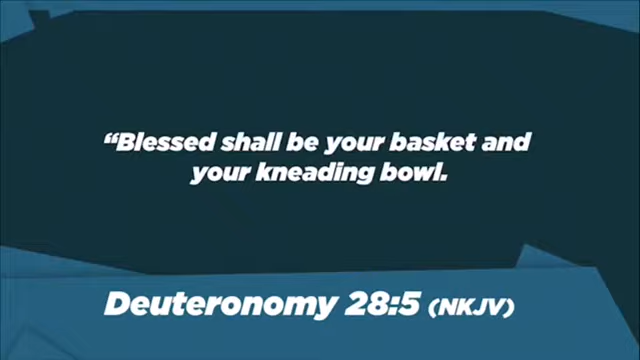 “Blessed shall be your basket and
your kneading bowl.
Deuteronomy 28:5 (NKJV)